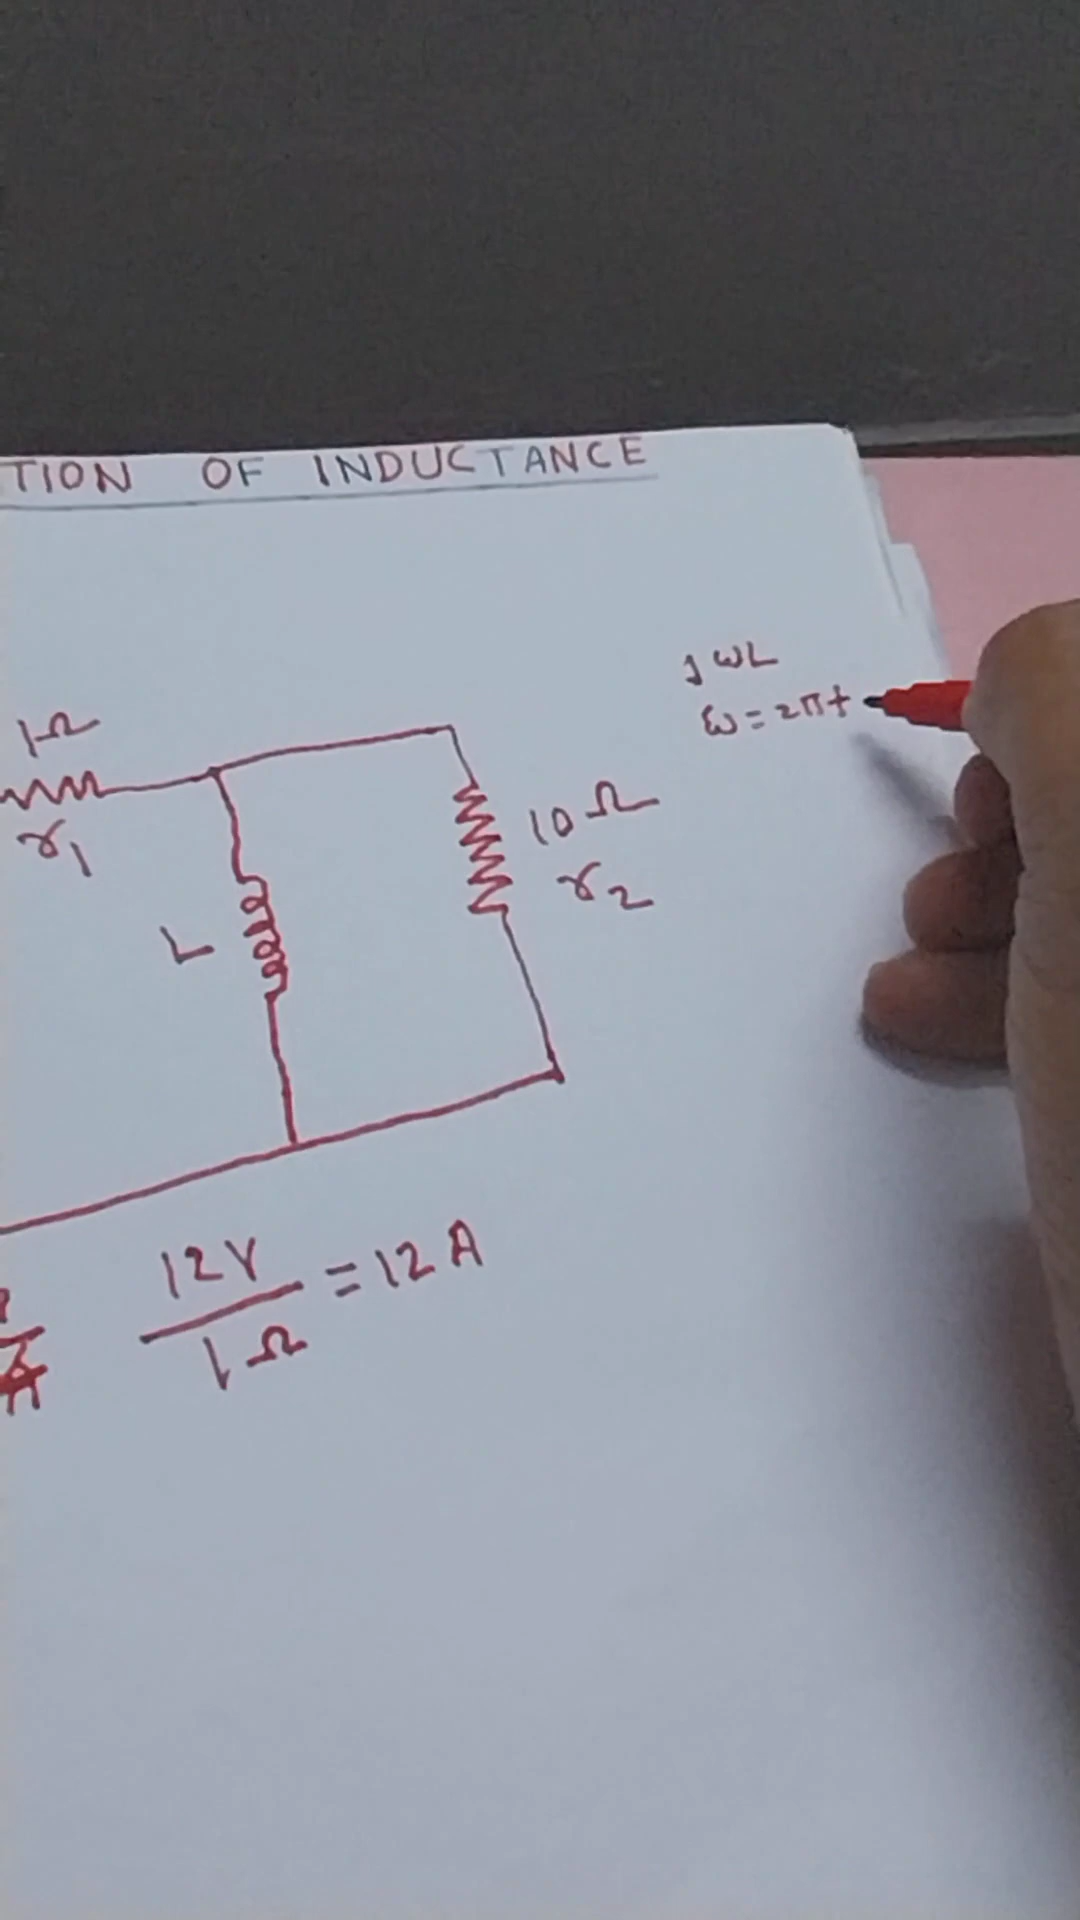 TION OF INDUCTANCE
jωL
ω = 2πf
1Ω
r1
10Ω
r2
L
12V
= 12A
1Ω